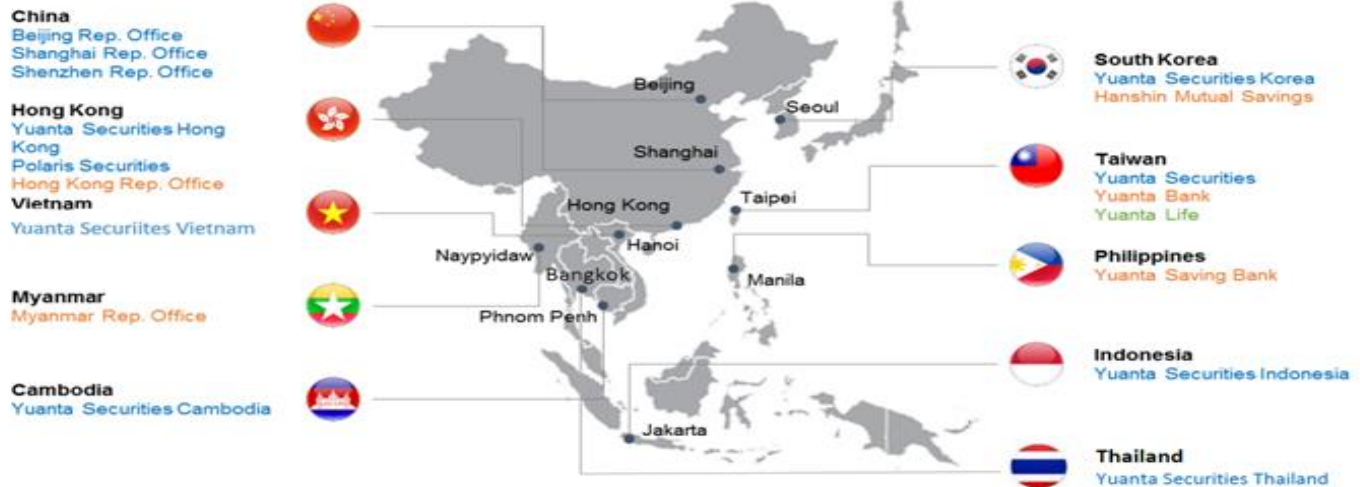 China
Beijing Rep. Office
Shanghai Rep. Office
Shenzhen Rep. Office
Hong Kong
Yuanta Securities Hong
Kong
Polaris Securities
Hong Kong Rep. Office
Vietnam
Yuanta Securiites Vietnam
Myanmar
Myanmar Rep. Office
Cambodia
Yuanta Securities Cambodia
Beijing
Seoul
Shanghai
Taipei
Hong Kong
Hanoi
Naypyidaw
Bangkok
Manila
Phnom Penh
Jakarta
South Korea
Yuanta Securities Korea
Hanshin Mutual Savings
Taiwan
Yuanta Securities
Yuanta Bank
Yuanta Life
Philippines
Yuanta Saving Bank
Indonesia
Yuanta Securities Indonesia
Thailand
Yuanta Securities Thailand